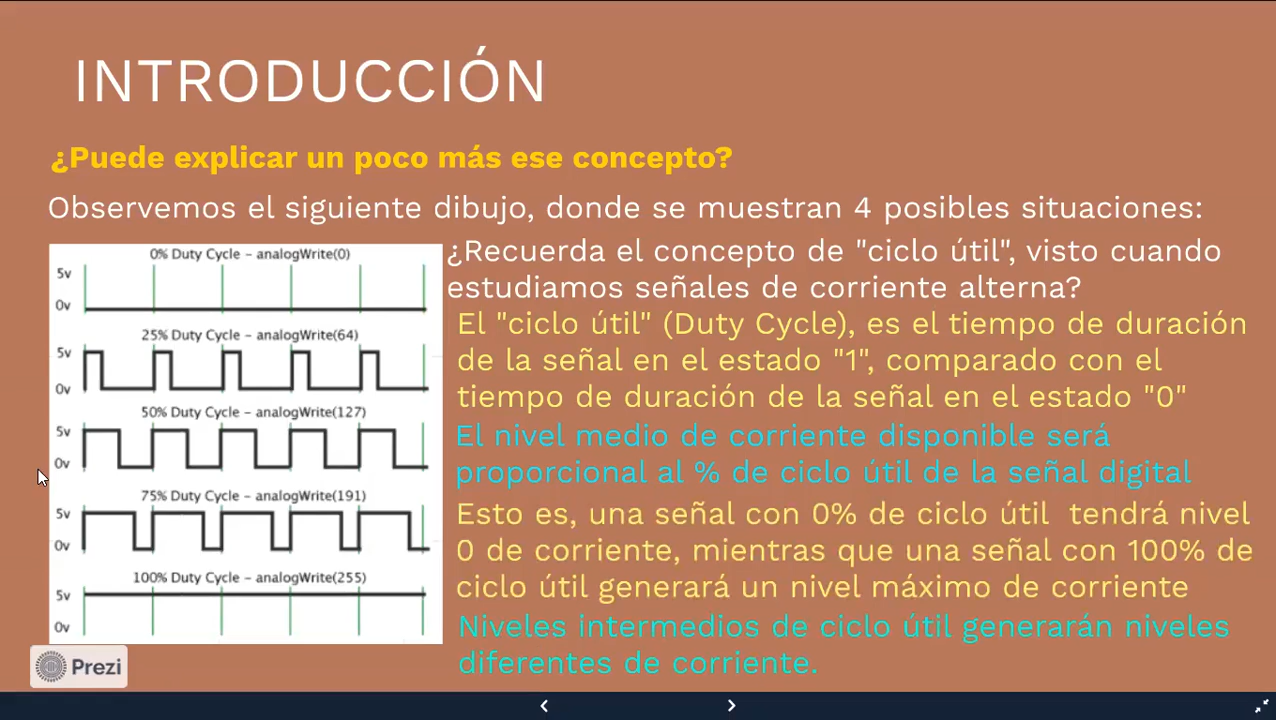 INTRODUCCIÓN
¿Puede explicar un poco más ese concepto?
Observemos el siguiente dibujo, donde se muestran 4 posibles situaciones:
0% Duty Cycle – analogWrite(0)
5v
0v
25% Duty Cycle – analogWrite(64)
5v
0v
50% Duty Cycle – analogWrite(127)
5v
0v
75% Duty Cycle – analogWrite(191)
5v
0v
100% Duty Cycle – analogWrite(255)
5v
0v
¿Recuerda el concepto de "ciclo útil", visto cuando
estudiamos señales de corriente alterna?
El "ciclo útil" (Duty Cycle), es el tiempo de duración
de la señal en el estado "1", comparado con el
tiempo de duración de la señal en el estado "0"
El nivel medio de corriente disponible será
proporcional al % de ciclo útil de la señal digital
Esto es, una señal con 0% de ciclo útil tendrá nivel
0 de corriente, mientras que una señal con 100% de
ciclo útil generará un nivel máximo de corriente
Niveles intermedios de ciclo útil generarán niveles
diferentes de corriente.
Prezi